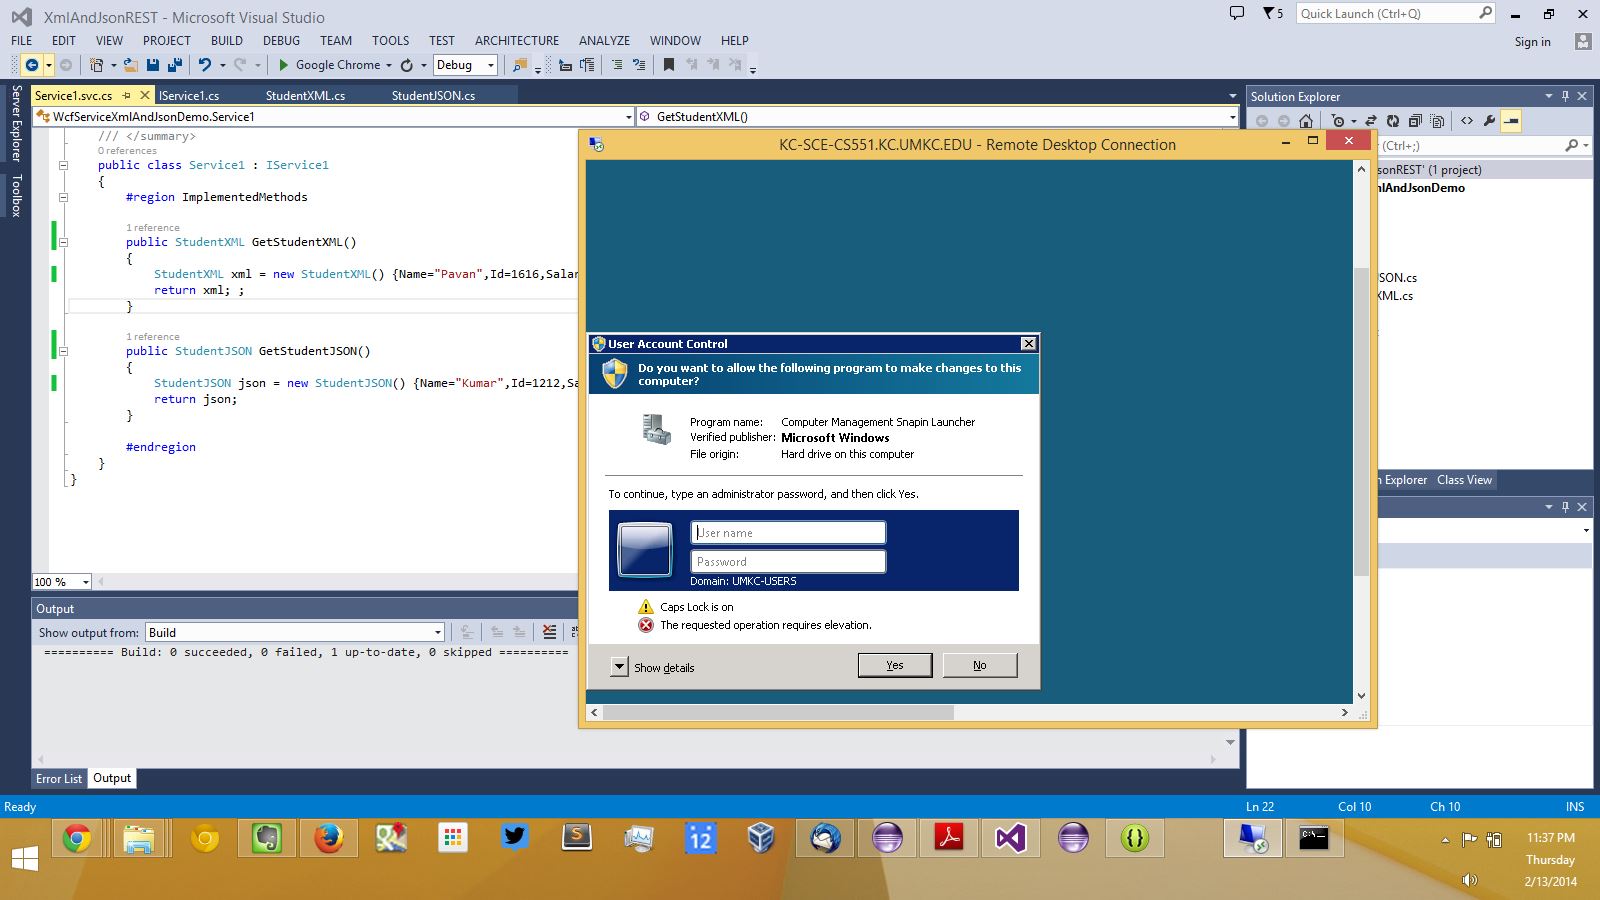 XmlAndJsonREST - Microsoft Visual Studio
5
Quick Launch (Ctrl+Q)
FILE EDIT VIEW PROJECT BUILD DEBUG TEAM TOOLS TEST ARCHITECTURE ANALYZE WINDOW HELP
Sign in
Google Chrome
Debug
Server Explorer
Toolbox
Service1.svc.cs
IService1.cs
StudentXML.cs
StudentJSON.cs
WcfServiceXmlAndJsonDemo.Service1
GetStudentXML()
/// </summary>
0 references
public class Service1 : IService1
{
#region ImplementedMethods
1 reference
public StudentXML GetStudentXML()
{
StudentXML xml = new StudentXML() {Name="Pavan",Id=1616,Salar
return xml; ;
}
1 reference
public StudentJSON GetStudentJSON()
{
StudentJSON json = new StudentJSON() {Name="Kumar",Id=1212,Sa
return json;
}
#endregion
}
}
100 %
Output
Show output from: Build
========== Build: 0 succeeded, 0 failed, 1 up-to-date, 0 skipped ==========
Error List
Output
KC-SCE-CS551.KC.UMKC.EDU - Remote Desktop Connection
User Account Control
Do you want to allow the following program to make changes to this
computer?
Program name: Computer Management Snapin Launcher
Verified publisher: Microsoft Windows
File origin: Hard drive on this computer
To continue, type an administrator password, and then click Yes.
User name
Password
Domain: UMKC-USERS
Caps Lock is on
The requested operation requires elevation.
Show details
Yes
No
Solution Explorer
(Ctrl+;)
sonREST' (1 project)
mlAndJsonDemo
JSON.cs
XML.cs
n Explorer
Class View
Ready
Ln 22
Col 10
Ch 10
INS
12
C:\_
11:37 PM
Thursday
2/13/2014